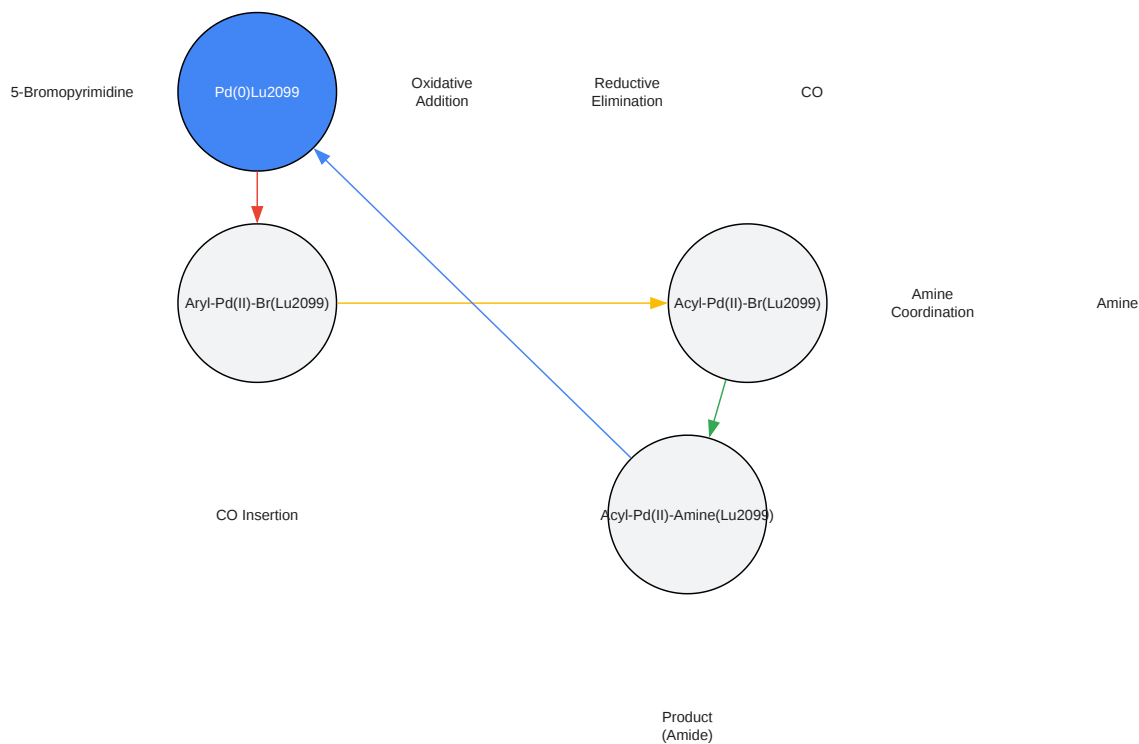 5-Bromopyrimidine
Pd(0)Lu2099
Oxidative
Addition
Reductive
Elimination
CO
Aryl-Pd(II)-Br(Lu2099)
Acyl-Pd(II)-Br(Lu2099)
Amine
Coordination
Amine
CO Insertion
Acyl-Pd(II)-Amine(Lu2099)
Product
(Amide)